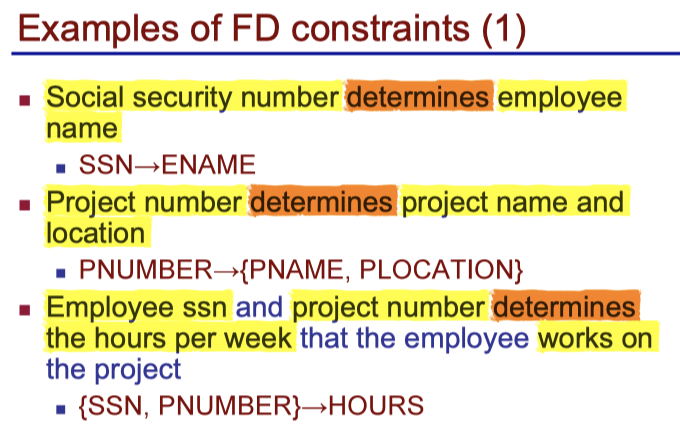 Examples of FD constraints (1)
Social security number determines employee
name
SSN→ENAME
Project number determines project name and
location
PNUMBER→{PNAME, PLOCATION}
Employee ssn and project number determines
the hours per week that the employee works on
the project
{SSN, PNUMBER}→HOURS